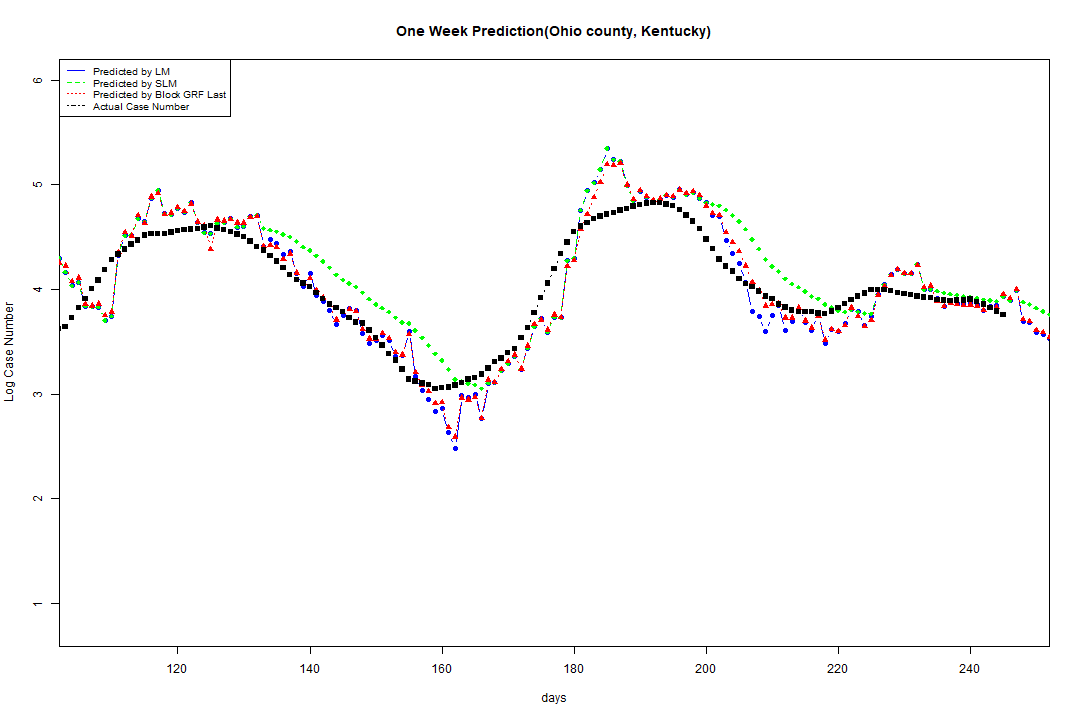 One Week Prediction(Ohio county, Kentucky)
Predicted by LM
Predicted by SLM
Predicted by Block GRF Last
Actual Case Number
6
5
4
3
2
1
Log Case Number
120 140 160 180 200 220 240
days